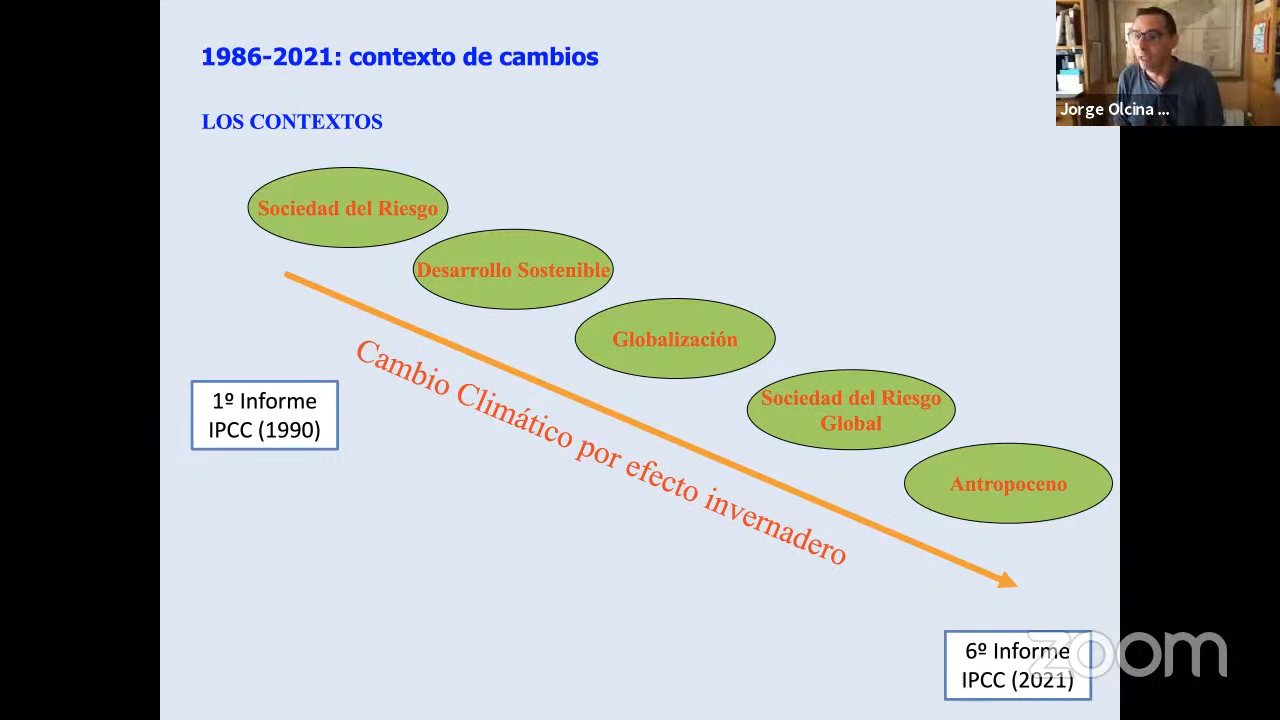 1986-2021: contexto de cambios
Jorge Olcina ...
LOS CONTEXTOS
Sociedad del Riesgo
Desarrollo Sostenible
Globalización
Sociedad del Riesgo
Global
Antropoceno
Cambio Climático por efecto invernadero
1º Informe
IPCC (1990)
6º Informe
IPCC (2021)
zoom